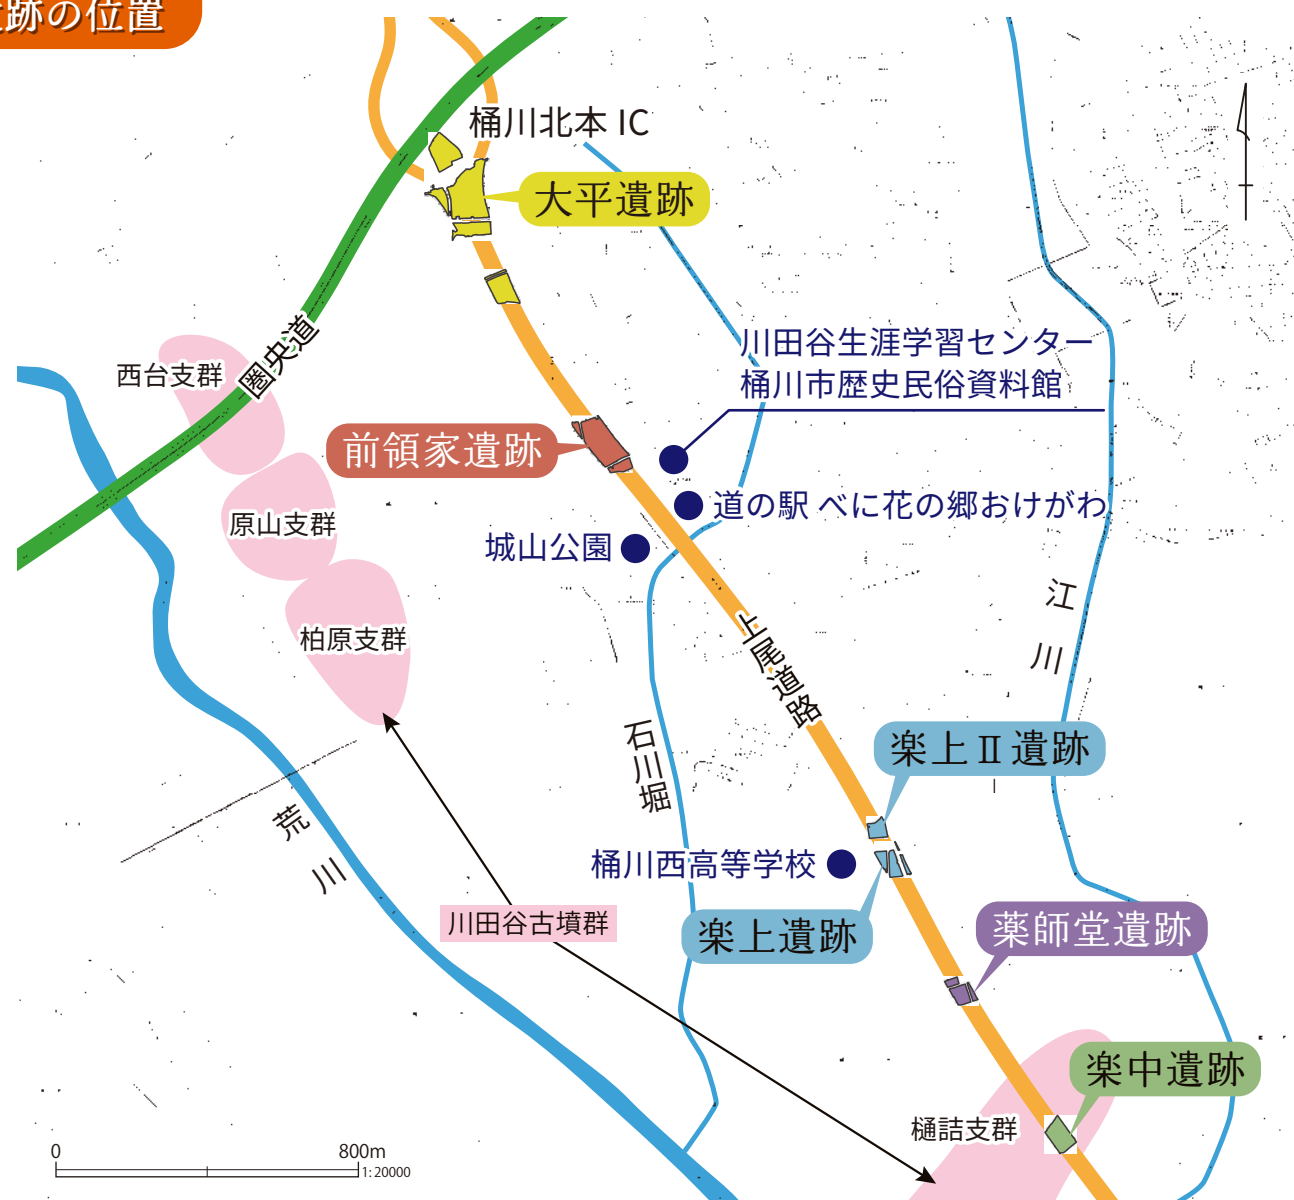 跡の位置
桶川北本 IC
大平遺跡
川田谷生涯学習センター
桶川市歴史民俗資料館
圏央道
西台支群
前領家遺跡
道の駅 べに花の郷おけがわ
原山支群
城山公園
江川
柏原支群
上尾道路
石川堀
楽上Ⅱ遺跡
荒川
桶川西高等学校
川田谷古墳群
楽上遺跡
薬師堂遺跡
楽中遺跡
樋詰支群
0 800m
1:20000